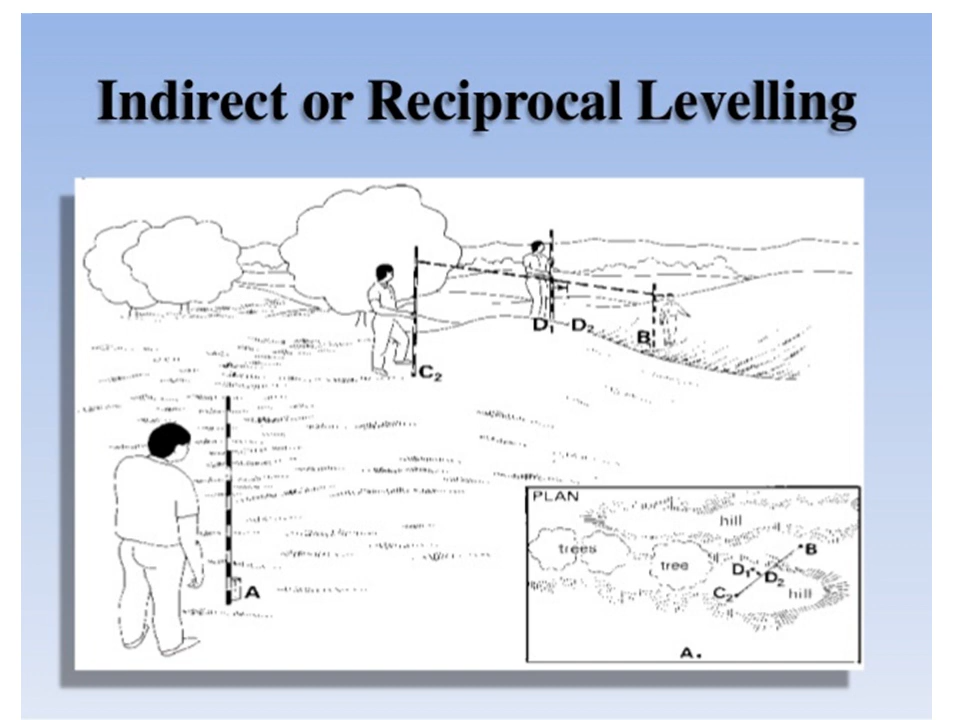 Indirect or Reciprocal Levelling
D
D₂
B
C₂
A
PLAN
hill
trees
tree
B
D₁
D₂
C₂
hill
A.